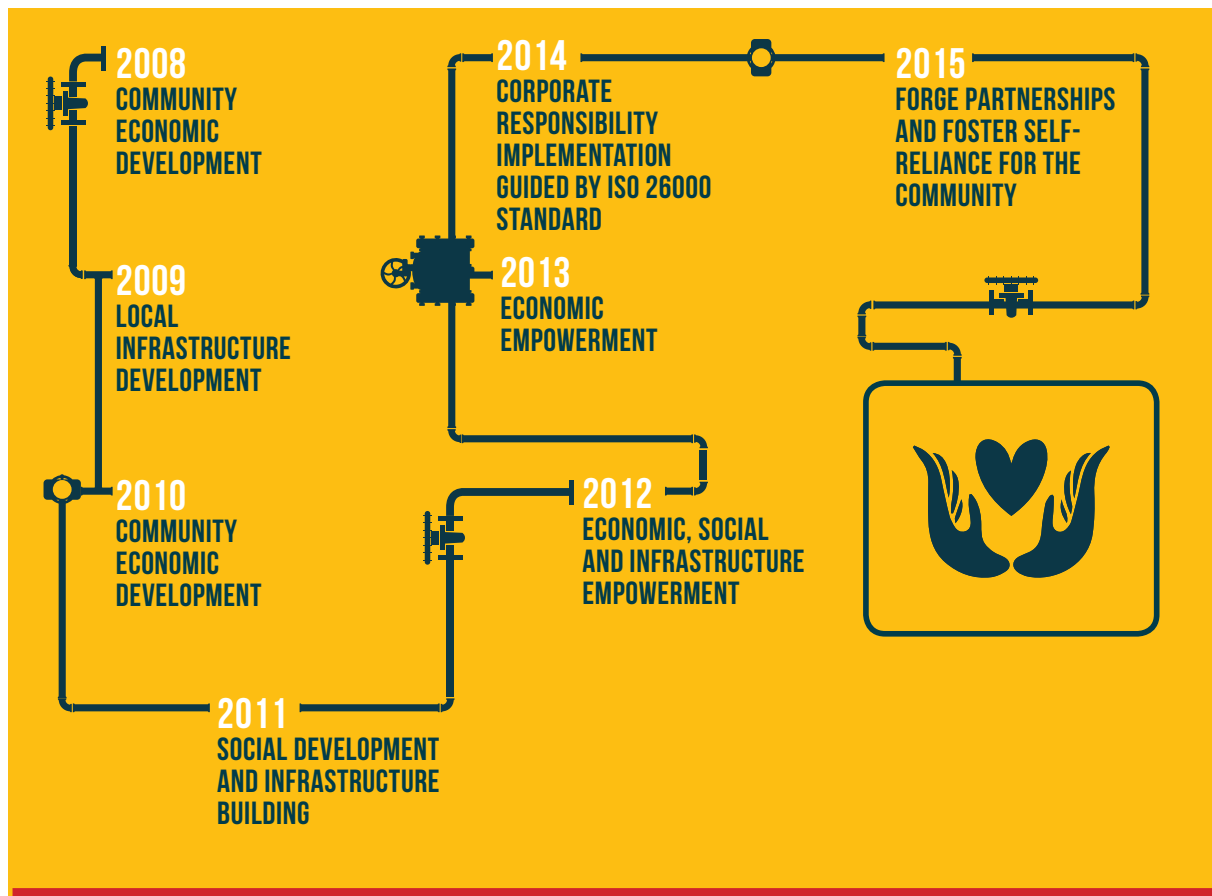 2008
COMMUNITY
ECONOMIC
DEVELOPMENT
2009
LOCAL
INFRASTRUCTURE
DEVELOPMENT
2010
COMMUNITY
ECONOMIC
DEVELOPMENT
2011
SOCIAL DEVELOPMENT
AND INFRASTRUCTURE
BUILDING
2012
ECONOMIC, SOCIAL
AND INFRASTRUCTURE
EMPOWERMENT
2013
ECONOMIC
EMPOWERMENT
2014
CORPORATE
RESPONSIBILITY
IMPLEMENTATION
GUIDED BY ISO 26000
STANDARD
2015
FORGE PARTNERSHIPS
AND FOSTER SELF-
RELIANCE FOR THE
COMMUNITY